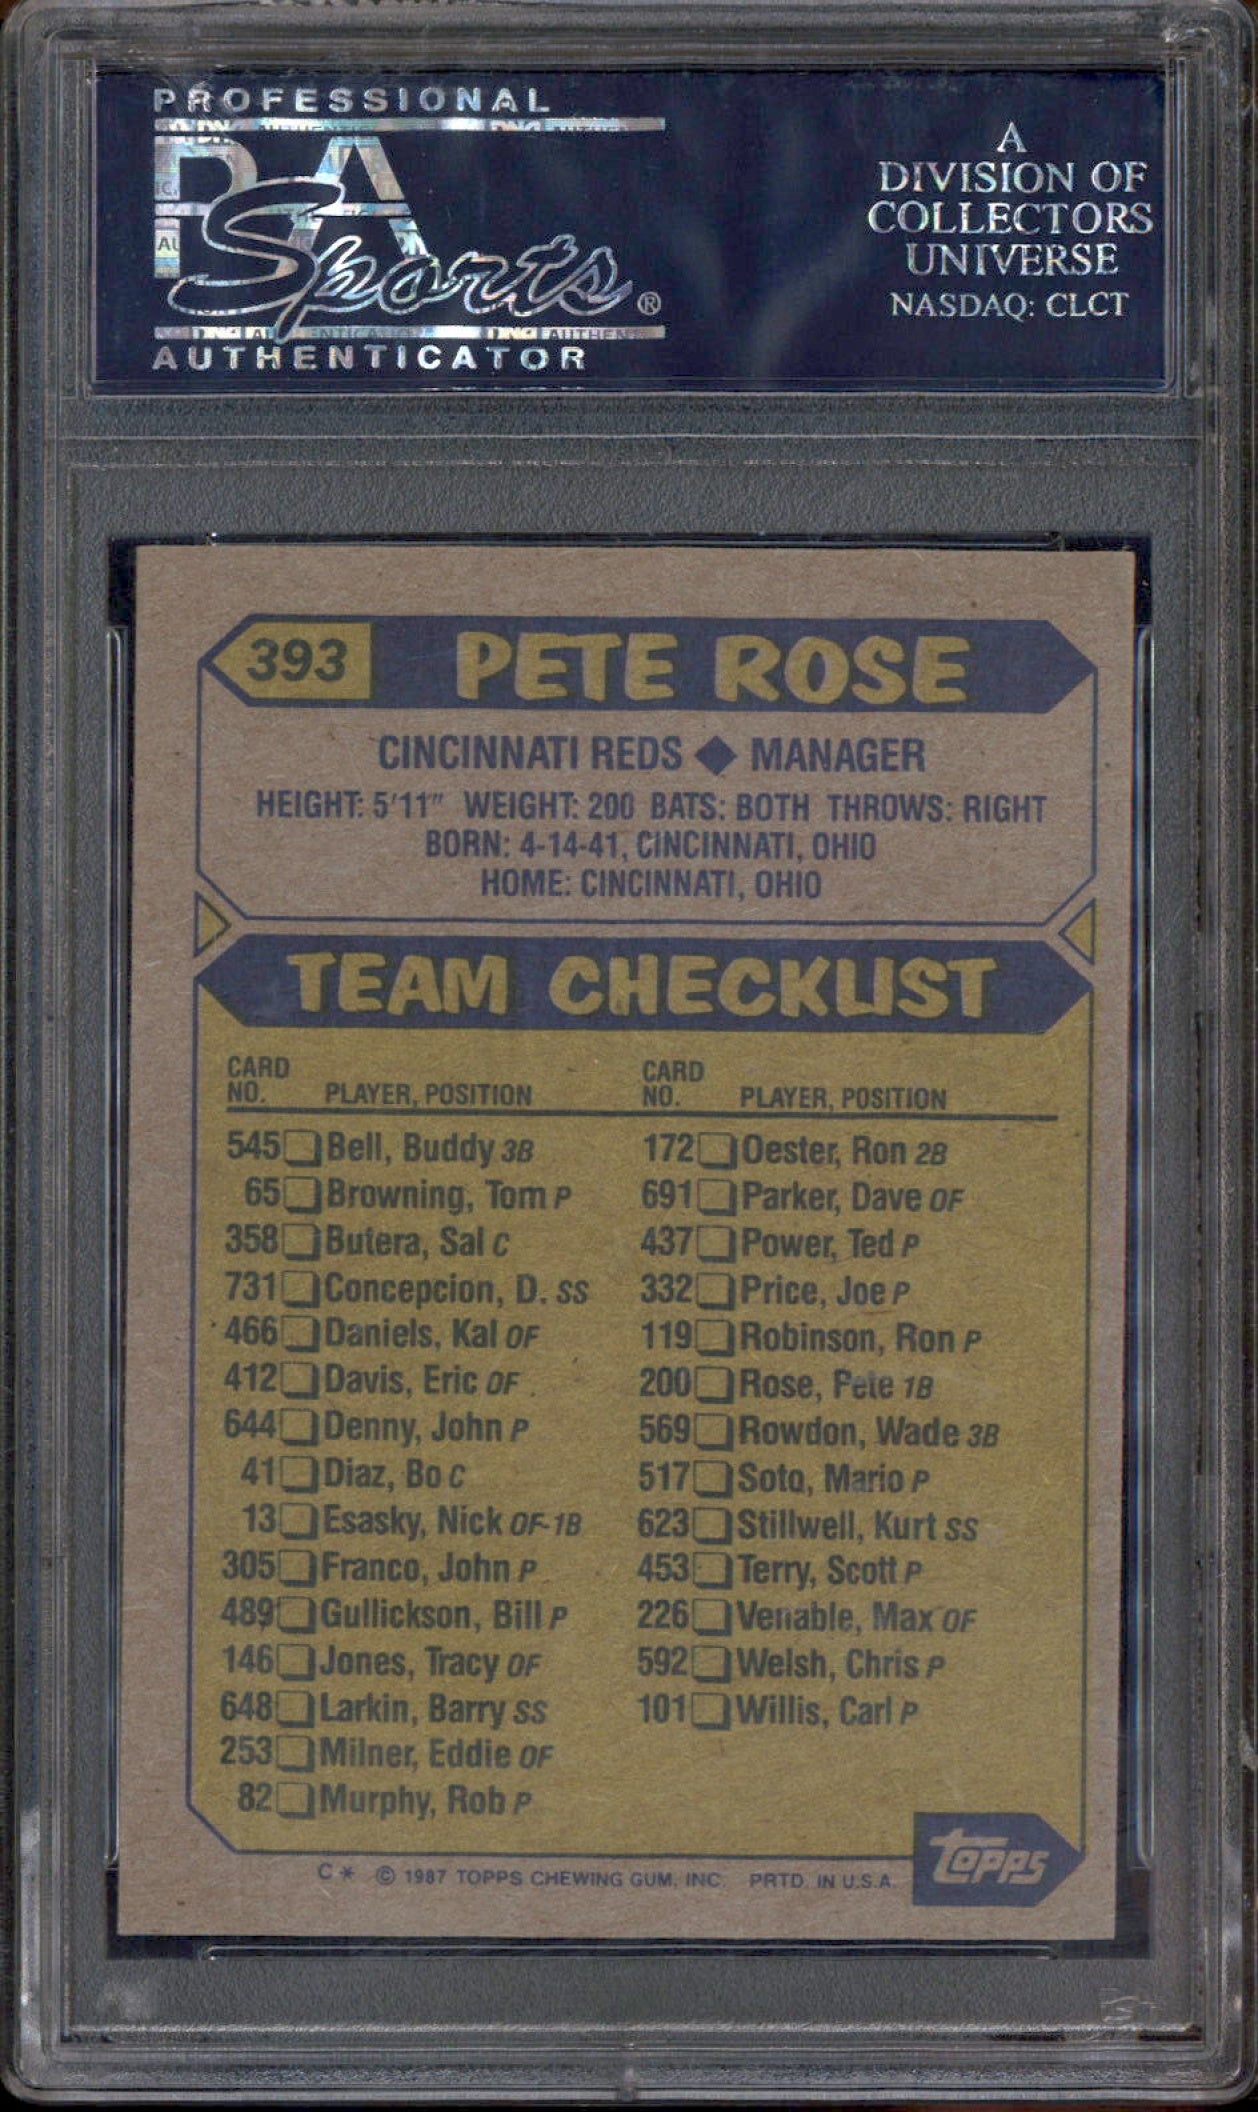 PROFESSIONAL
PSA
Sports®
AUTHENTICATOR
A
DIVISION OF
COLLECTORS
UNIVERSE
NASDAQ: CLCT
393 PETE ROSE
CINCINNATI REDS ◆ MANAGER
HEIGHT: 5'11" WEIGHT: 200 BATS: BOTH THROWS: RIGHT
BORN: 4-14-41, CINCINNATI, OHIO
HOME: CINCINNATI, OHIO
TEAM CHECKLIST
CARD
NO. PLAYER, POSITION
545 Bell, Buddy 3B
65 Browning, Tom P
358 Butera, Sal C
731 Concepcion, D. SS
466 Daniels, Kal OF
412 Davis, Eric OF
644 Denny, John P
41 Diaz, Bo C
13 Esasky, Nick OF-1B
305 Franco, John P
489 Gullickson, Bill P
146 Jones, Tracy OF
648 Larkin, Barry SS
253 Milner, Eddie OF
82 Murphy, Rob P
CARD
NO. PLAYER, POSITION
172 Oester, Ron 2B
691 Parker, Dave OF
437 Power, Ted P
332 Price, Joe P
119 Robinson, Ron P
200 Rose, Pete 1B
569 Rowdon, Wade 3B
517 Soto, Mario P
623 Stillwell, Kurt SS
453 Terry, Scott P
226 Venable, Max OF
592 Welsh, Chris P
101 Willis, Carl P
C* © 1987 TOPPS CHEWING GUM, INC. PRTD. IN U.S.A.
topps